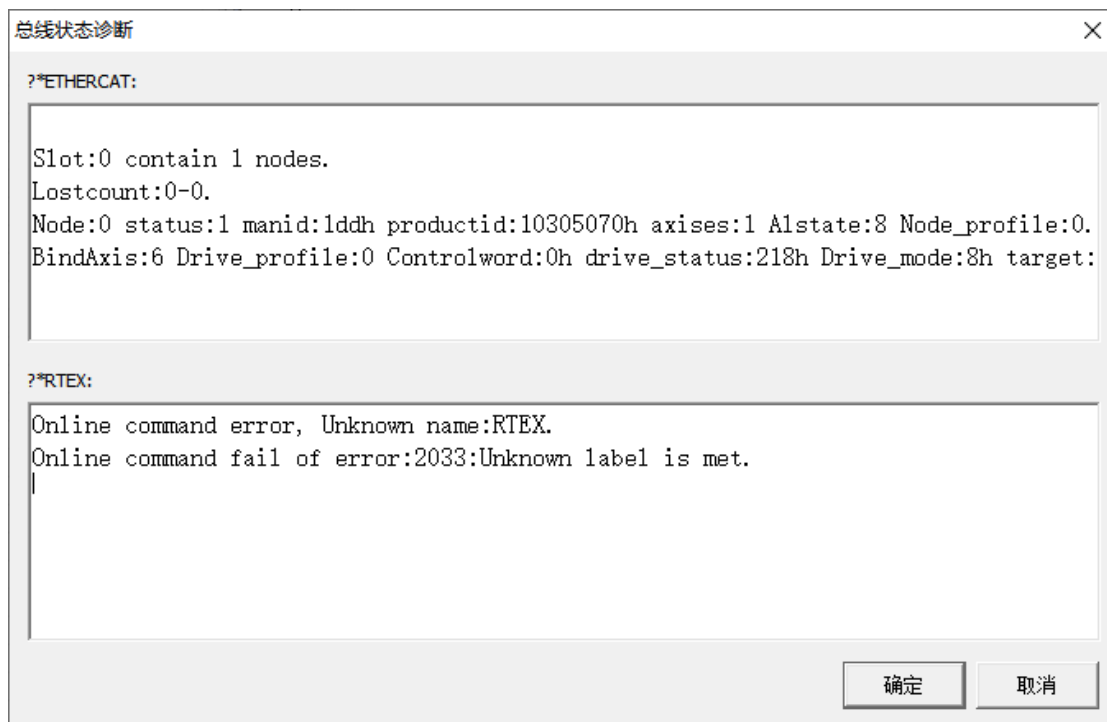 总线状态诊断
?*ETHERCAT:
Slot:0 contain 1 nodes.
Lostcount:0-0.
Node:0 status:1 manid:1ddh productid:10305070h axises:1 Alstate:8 Node_profile:0.
BindAxis:6 Drive_profile:0 Controlword:0h drive_status:218h Drive_mode:8h target:
?*RTEX:
Online command error, Unknown name:RTEX.
Online command fail of error:2033:Unknown label is met.
确定
取消